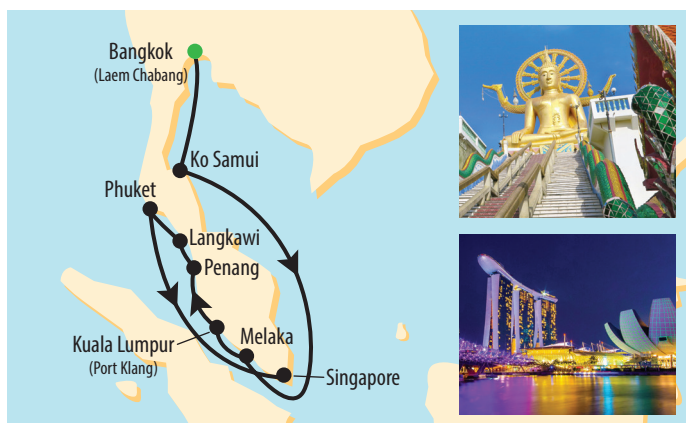 Bangkok
(Laem Chabang)
Ko Samui
Phuket
Langkawi
Penang
Kuala Lumpur
(Port Klang)
Melaka
Singapore